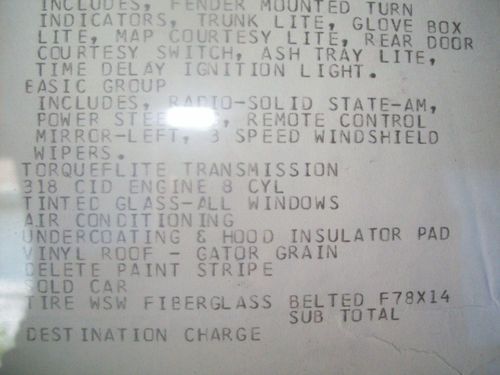 INCLUDES, FENDER MOUNTED TURN
INDICATORS, TRUNK LITE, GLOVE BOX
LITE, MAP COURTESY LITE, REAR DOOR
COURTESY SWITCH, ASH TRAY LITE,
TIME DELAY IGNITION LIGHT.
EASIC GROUP
INCLUDES, RADIO-SOLID STATE-AM,
POWER REMOTE CONTROL
MIRROR-LEFT, 3 SPEED WINDSHIELD
WIPERS.
TORQUEFLITE TRANSMISSION
318 CID ENGINE 8 CYL
TINTED GLASS-ALL WINDOWS
AIR CONDITIONING
UNDERCOATING & HOOD INSULATOR PAD
VINYL ROOF - GATOR GRAIN
DELETE PAINT STRIPE
SOLD CAR
TIRE WSW FIBERGLASS BELTED F78X14
SUB TOTAL
DESTINATION CHARGE